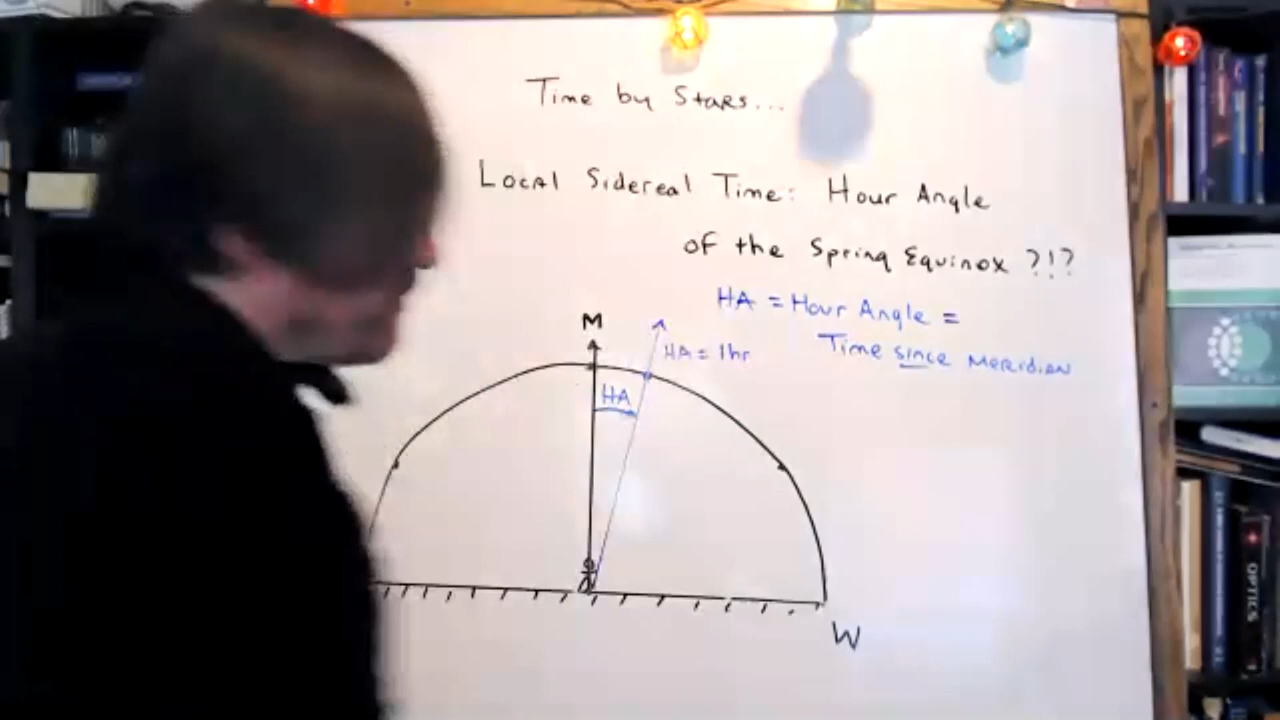 Time by Stars...
Local Sidereal Time: Hour Angle
of the Spring Equinox ?!?
HA = Hour Angle =
Time since Meridian
M
HA = 1hr
HA
W
OPTICS